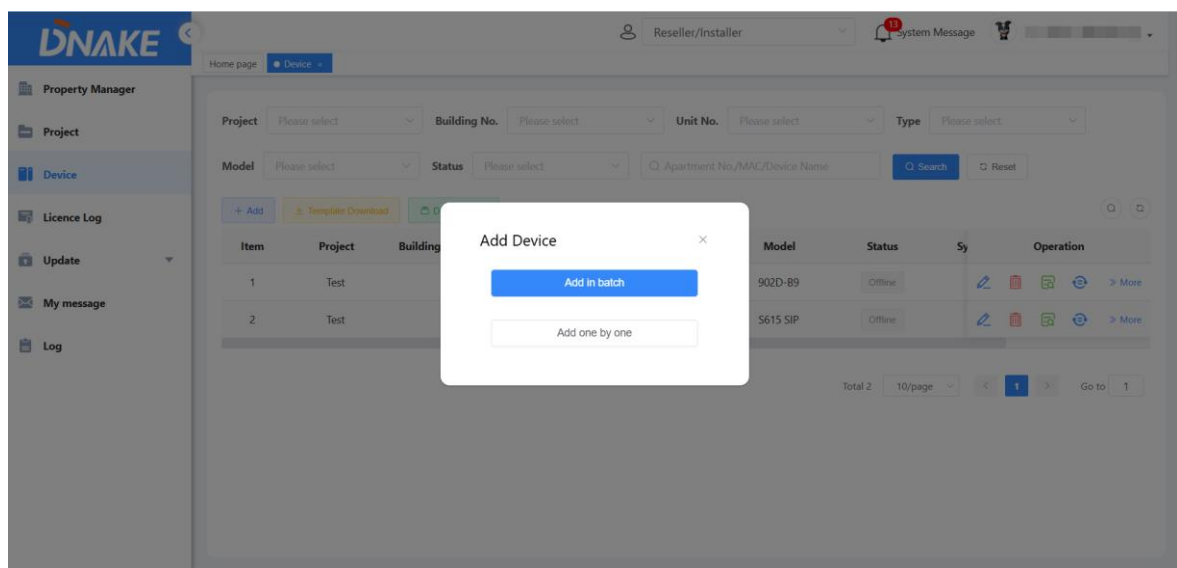 DNAKE
Reseller/Installer
13
System Message
Home page
Device
Property Manager
Project
Device
Licence Log
Update
My message
Log
Project Please select Building No. Please select Unit No. Please select Type Please select
Model Please select Status Please select Apartment No./MAC/Device Name Search Reset
+ Add Template Download
Item Project Building Model Status Sy Operation
1 Test 902D-B9 Offline More
2 Test S615 SIP Offline More
Add Device
Add in batch
Add one by one
Total 2 10/page 1 Go to 1